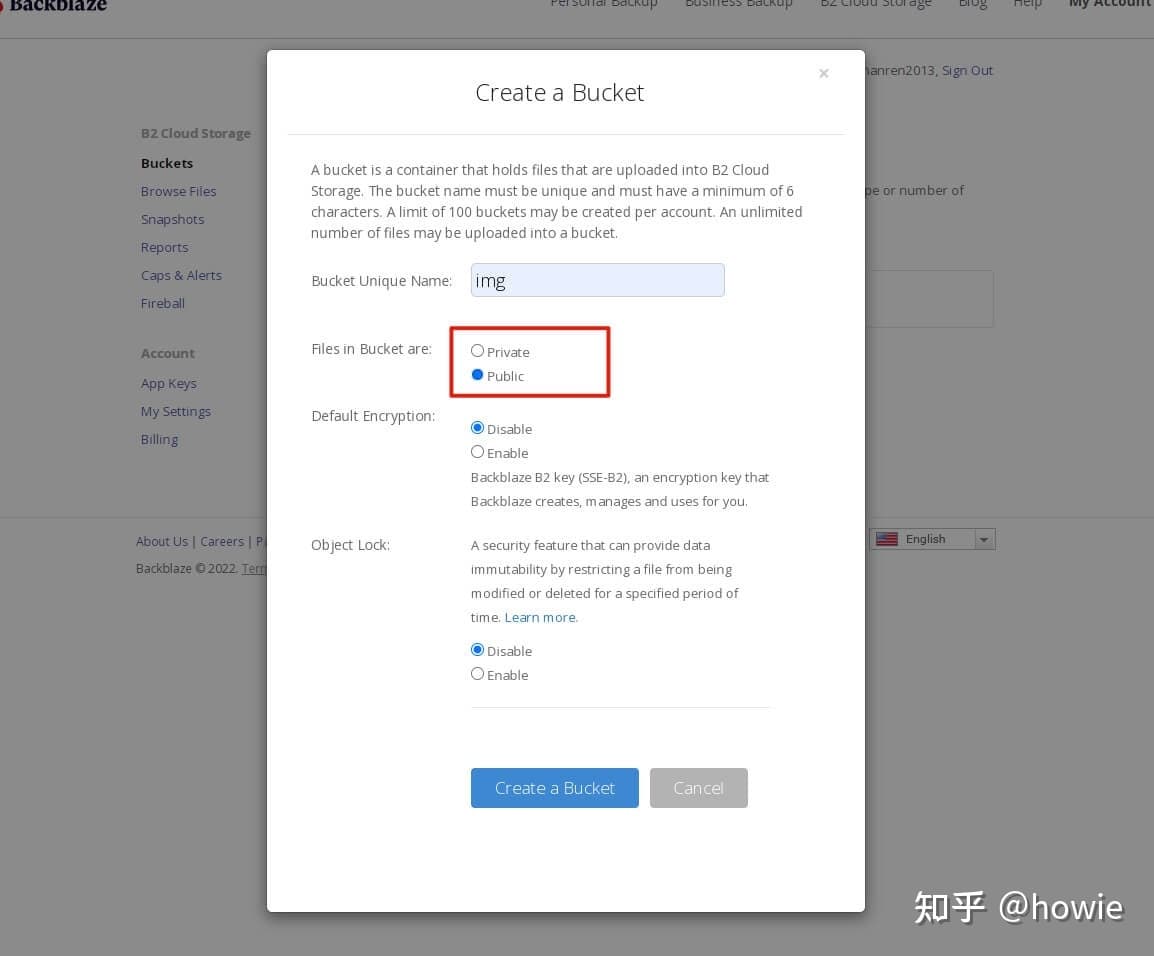 Backblaze
Personal Backup Business Backup B2 Cloud Storage Blog Help My Account
anren2013, Sign Out
Create a Bucket
×
B2 Cloud Storage
Buckets
Browse Files
Snapshots
Reports
Caps & Alerts
Fireball
Account
App Keys
My Settings
Billing
A bucket is a container that holds files that are uploaded into B2 Cloud
Storage. The bucket name must be unique and must have a minimum of 6
characters. A limit of 100 buckets may be created per account. An unlimited
number of files may be uploaded into a bucket.
pe or number of
Bucket Unique Name: img
Files in Bucket are:
Private
Public
Default Encryption:
Disable
Enable
Backblaze B2 key (SSE-B2), an encryption key that
Backblaze creates, manages and uses for you.
Object Lock:
A security feature that can provide data
immutability by restricting a file from being
modified or deleted for a specified period of
time. Learn more.
Disable
Enable
Create a Bucket Cancel
About Us | Careers |
Backblaze © 2022.
English
知乎 @howie